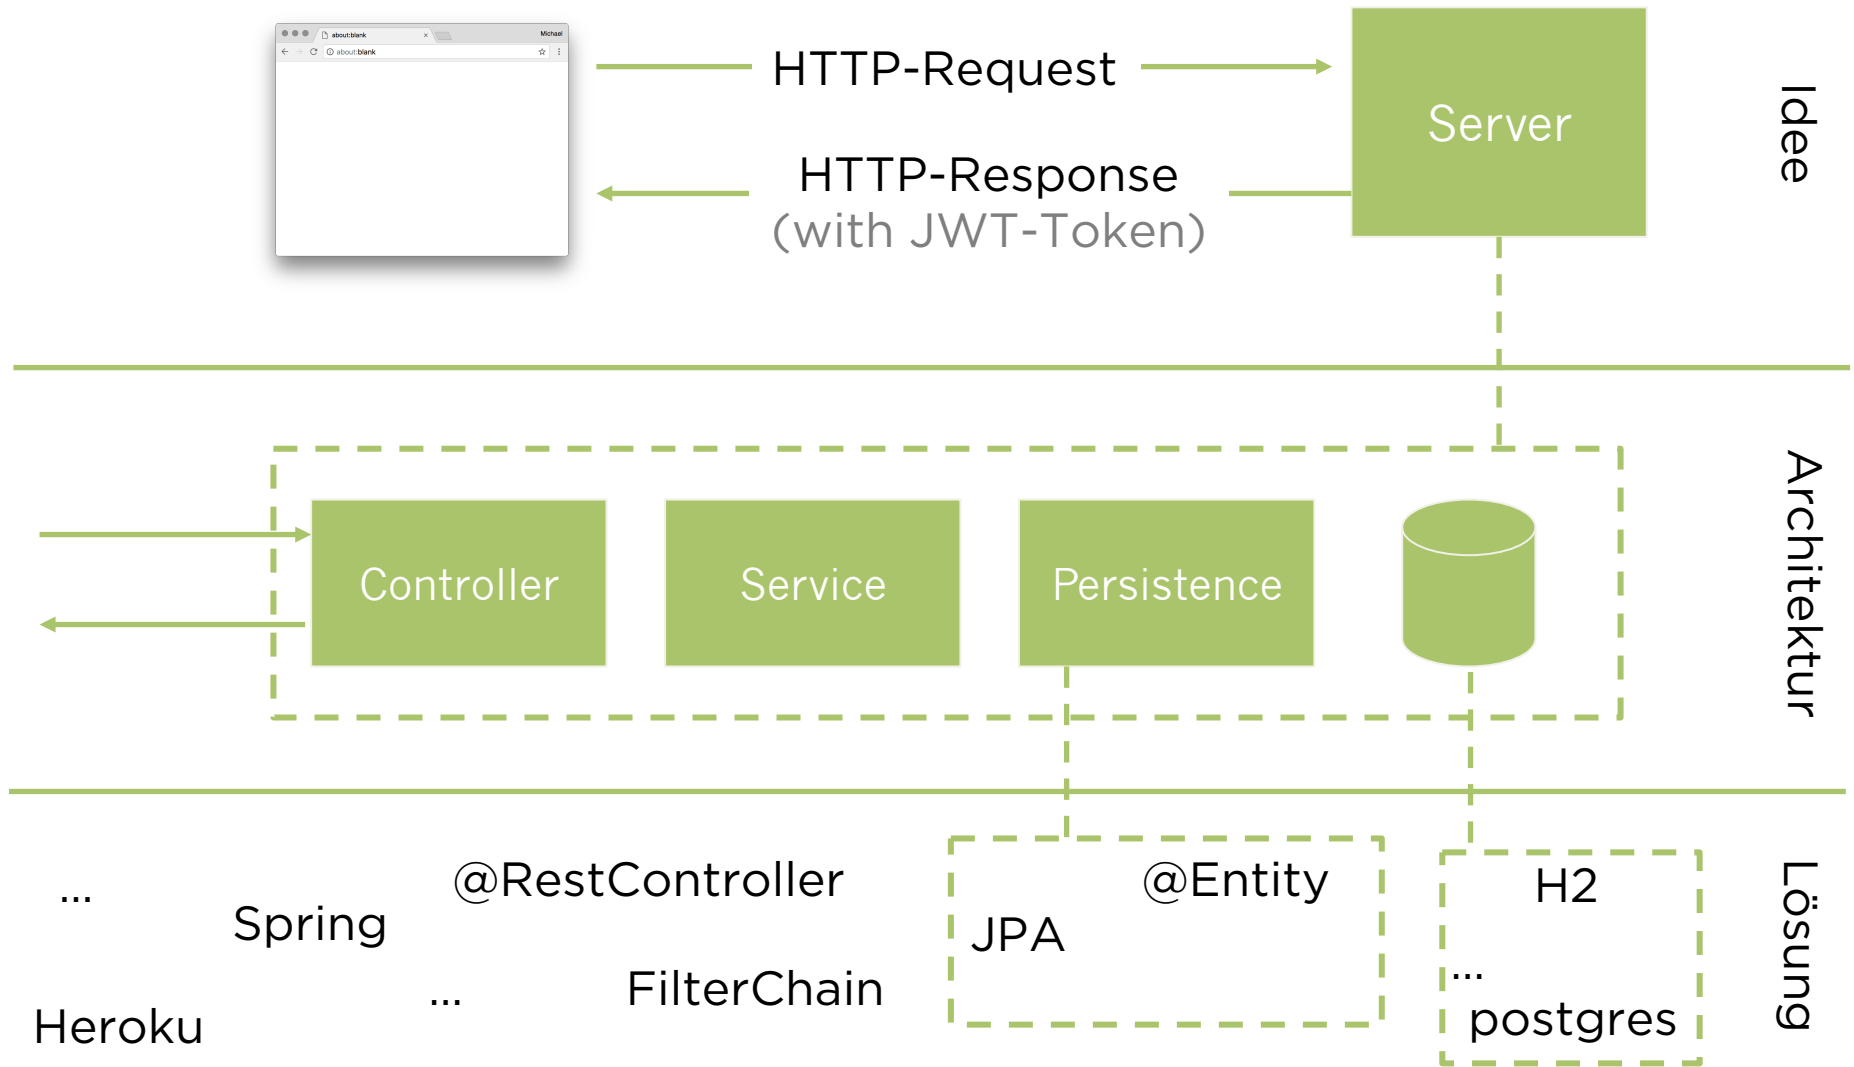 about:blank
Michael
about:blank
HTTP-Request
Server
HTTP-Response
(with JWT-Token)
Idee
Controller
Service
Persistence
Architektur
...
Spring
@RestController
Heroku
...
FilterChain
@Entity
JPA
H2
...
postgres
Lösung